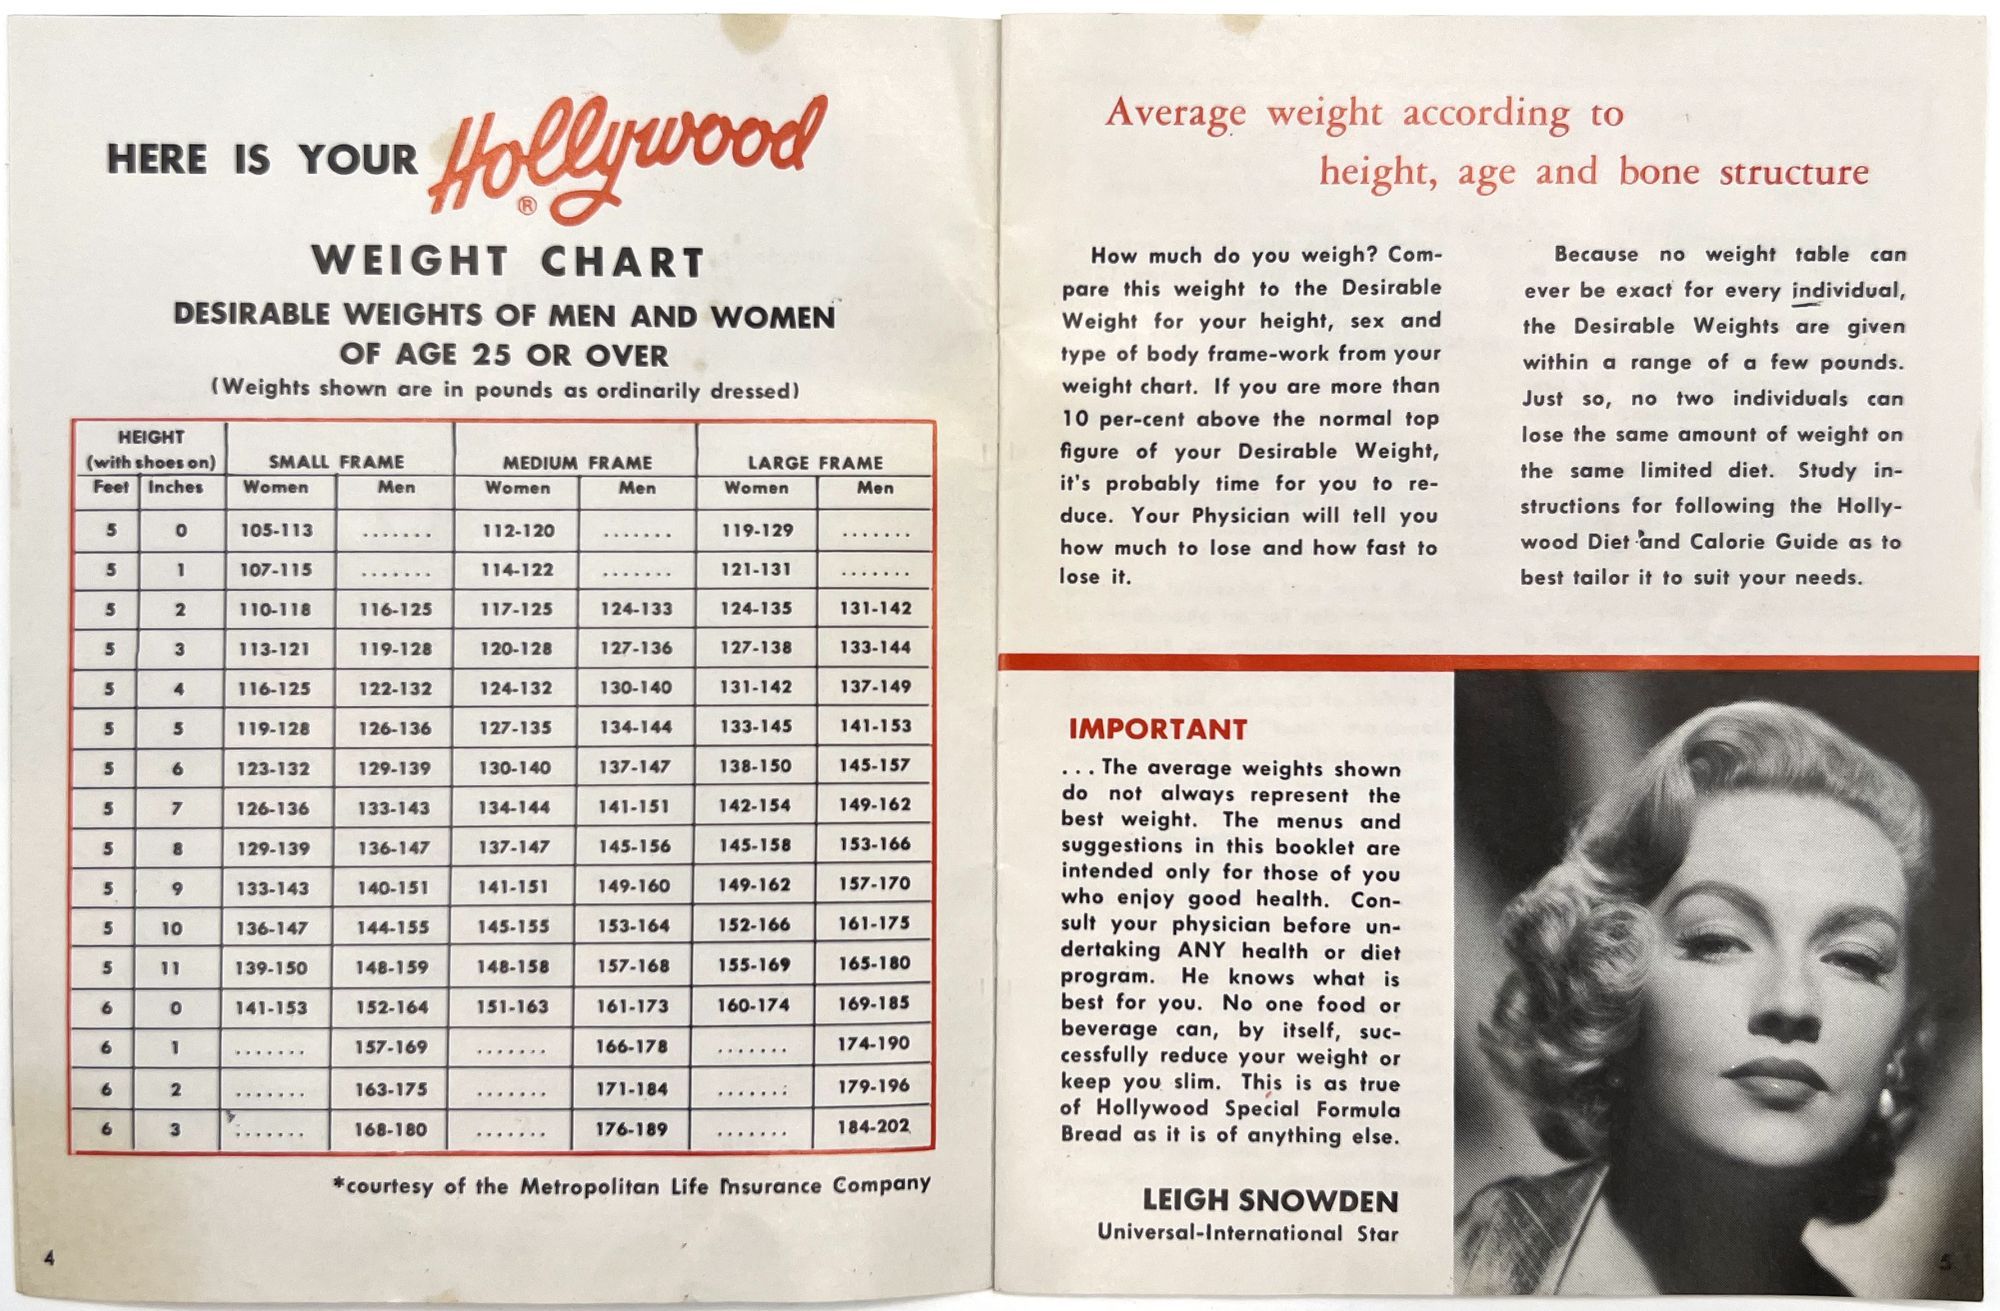 HERE IS YOUR Hollywood
®
WEIGHT CHART
DESIRABLE WEIGHTS OF MEN AND WOMEN
OF AGE 25 OR OVER
(Weights shown are in pounds as ordinarily dressed)
HEIGHT
(with shoes on) SMALL FRAME MEDIUM FRAME LARGE FRAME
Feet Inches Women Men Women Men Women Men
5 0 105-113 ....... 112-120 ....... 119-129 .......
5 1 107-115 ....... 114-122 ....... 121-131 .......
5 2 110-118 116-125 117-125 124-133 124-135 131-142
5 3 113-121 119-128 120-128 127-136 127-138 133-144
5 4 116-125 122-132 124-132 130-140 131-142 137-149
5 5 119-128 126-136 127-135 134-144 133-145 141-153
5 6 123-132 129-139 130-140 137-147 138-150 145-157
5 7 126-136 133-143 134-144 141-151 142-154 149-162
5 8 129-139 136-147 137-147 145-156 145-158 153-166
5 9 133-143 140-151 141-151 149-160 149-162 157-170
5 10 136-147 144-155 145-155 153-164 152-166 161-175
5 11 139-150 148-159 148-158 157-168 155-169 165-180
6 0 141-153 152-164 151-163 161-173 160-174 169-185
6 1 ....... 157-169 ....... 166-178 ....... 174-190
6 2 ....... 163-175 ....... 171-184 ....... 179-196
6 3 ....... 168-180 ....... 176-189 ....... 184-202
*courtesy of the Metropolitan Life Insurance Company
4
Average weight according to
height, age and bone structure
How much do you weigh? Com-
pare this weight to the Desirable
Weight for your height, sex and
type of body frame-work from your
weight chart. If you are more than
10 per-cent above the normal top
figure of your Desirable Weight,
it's probably time for you to re-
duce. Your Physician will tell you
how much to lose and how fast to
lose it.
Because no weight table can
ever be exact for every individual,
the Desirable Weights are given
within a range of a few pounds.
Just so, no two individuals can
lose the same amount of weight on
the same limited diet. Study in-
structions for following the Holly-
wood Diet and Calorie Guide as to
best tailor it to suit your needs.
IMPORTANT
... The average weights shown
do not always represent the
best weight. The menus and
suggestions in this booklet are
intended only for those of you
who enjoy good health. Con-
sult your physician before un-
dertaking ANY health or diet
program. He knows what is
best for you. No one food or
beverage can, by itself, suc-
cessfully reduce your weight or
keep you slim. This is as true
of Hollywood Special Formula
Bread as it is of anything else.
LEIGH SNOWDEN
Universal-International Star
5